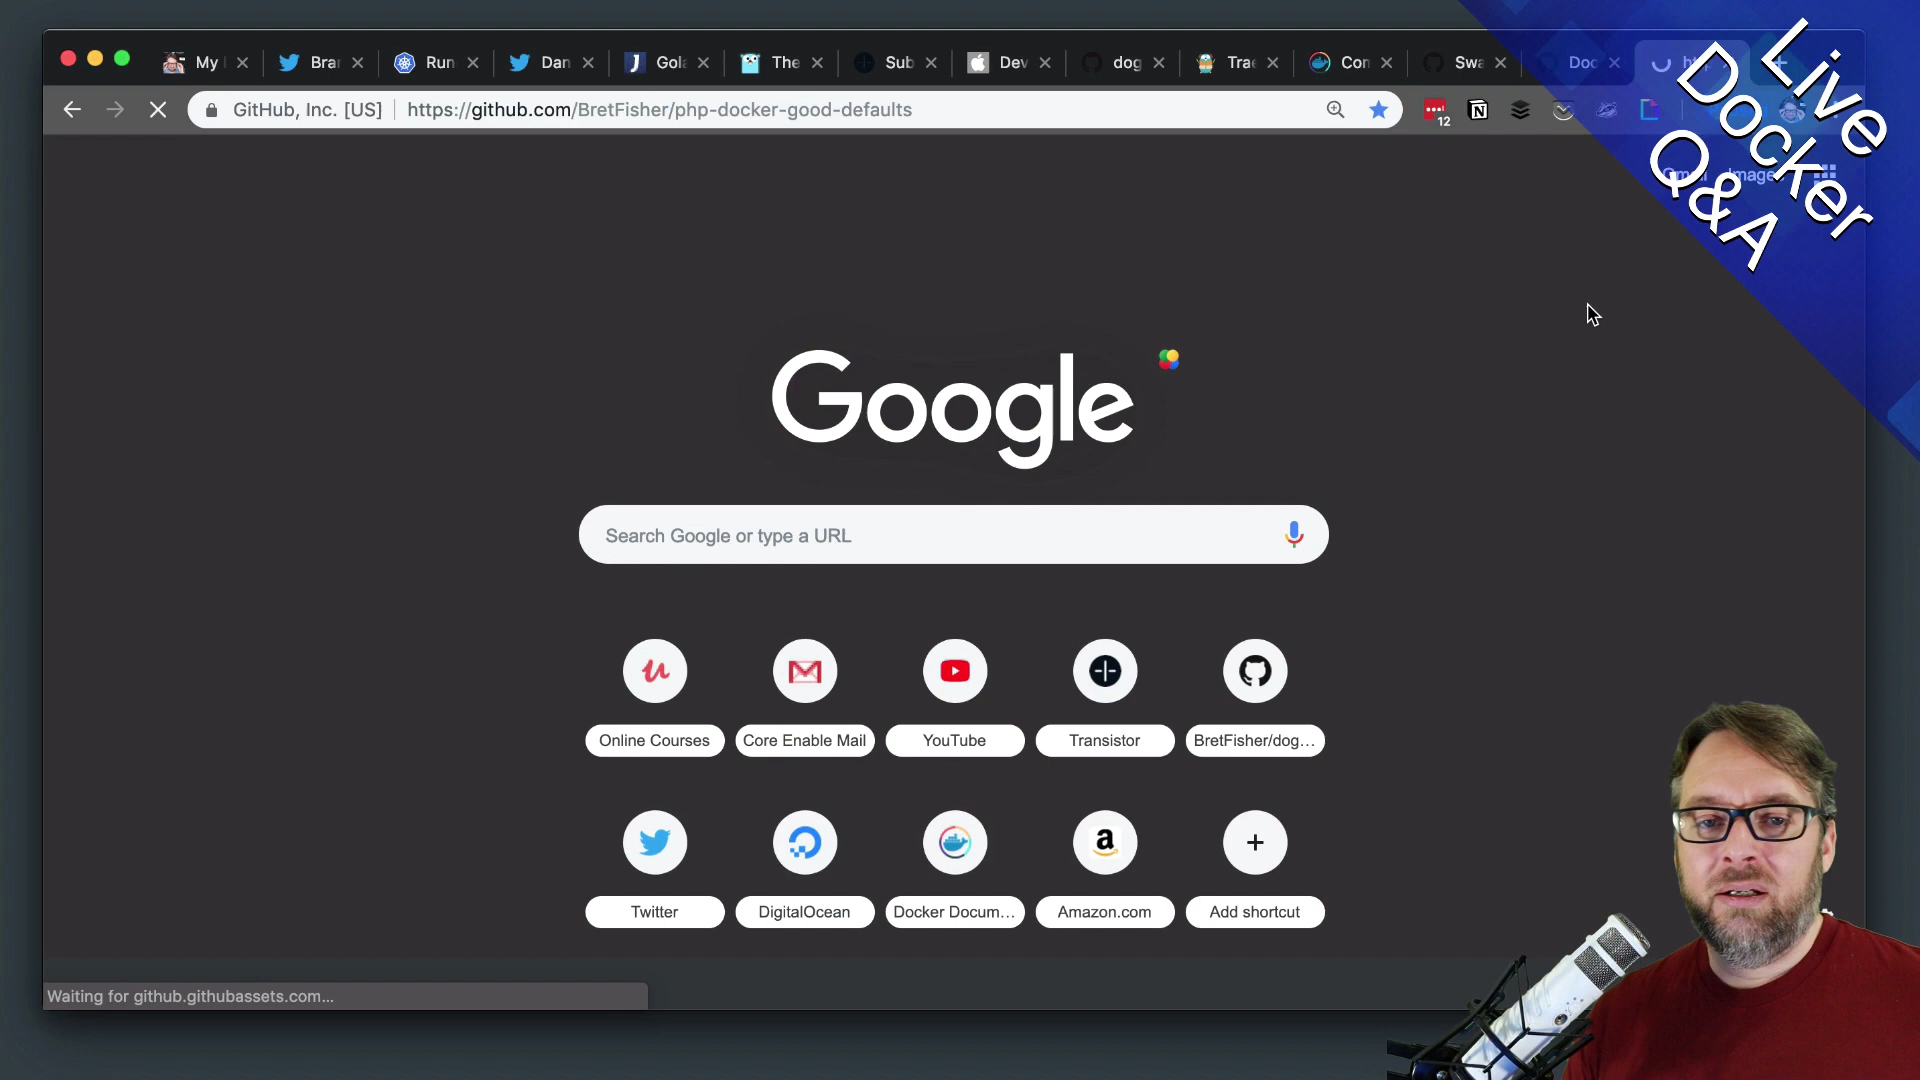 My
Bra
Run
Dan
Gola
The
Sub
Dev
dog
Trae
Con
Swa
Doc
GitHub, Inc. [US]
https://github.com/BretFisher/php-docker-good-defaults
12
Live
Docker
Q&A
Google
Search Google or type a URL
Online Courses
Core Enable Mail
YouTube
Transistor
BretFisher/dog...
Twitter
DigitalOcean
Docker Docum...
Amazon.com
Add shortcut
Waiting for github.githubassets.com...